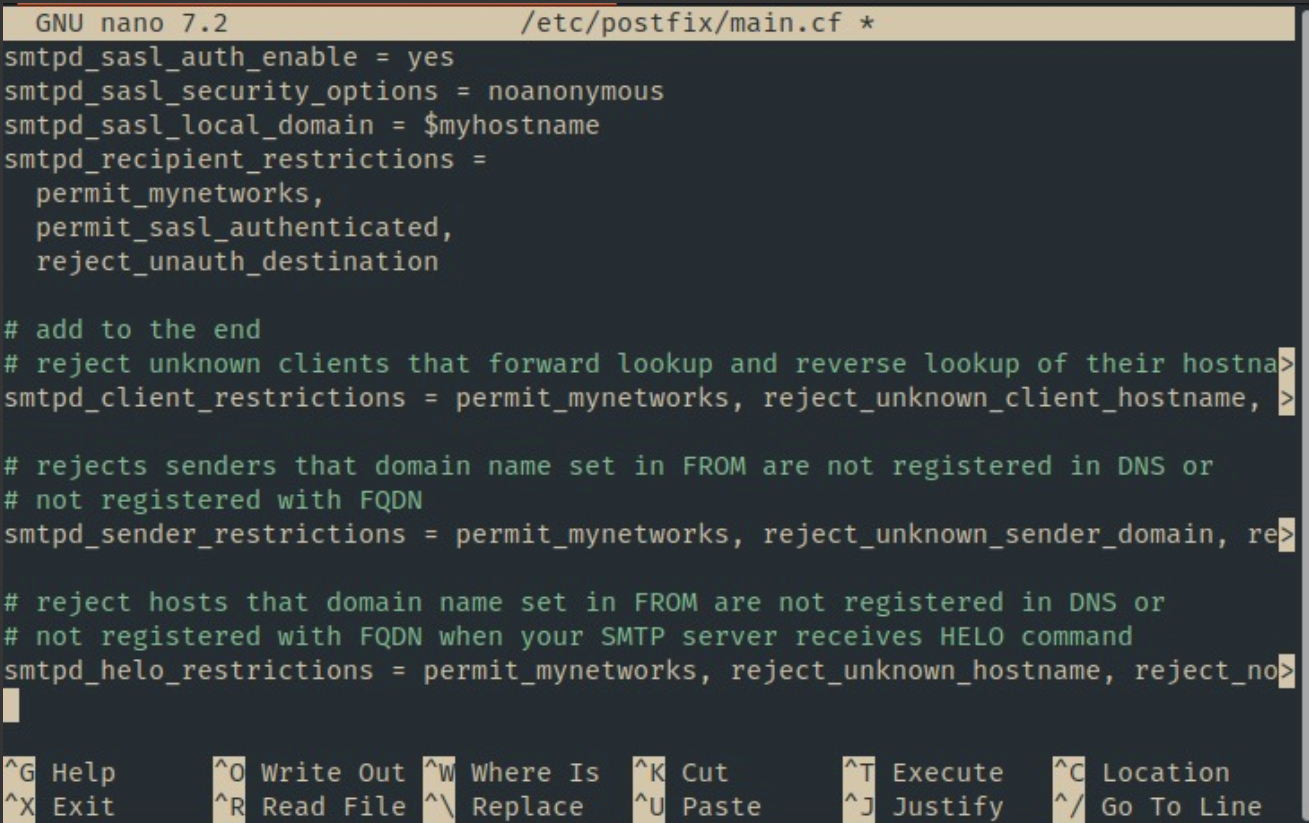 GNU nano 7.2 /etc/postfix/main.cf *
smtpd_sasl_auth_enable = yes
smtpd_sasl_security_options = noanonymous
smtpd_sasl_local_domain = $myhostname
smtpd_recipient_restrictions =
  permit_mynetworks,
  permit_sasl_authenticated,
  reject_unauth_destination

# add to the end
# reject unknown clients that forward lookup and reverse lookup of their hostna>
smtpd_client_restrictions = permit_mynetworks, reject_unknown_client_hostname, >

# rejects senders that domain name set in FROM are not registered in DNS or
# not registered with FQDN
smtpd_sender_restrictions = permit_mynetworks, reject_unknown_sender_domain, re>

# reject hosts that domain name set in FROM are not registered in DNS or
# not registered with FQDN when your SMTP server receives HELO command
smtpd_helo_restrictions = permit_mynetworks, reject_unknown_hostname, reject_no>

^G Help ^O Write Out ^W Where Is ^K Cut ^T Execute ^C Location
^X Exit ^R Read File ^\ Replace ^U Paste ^J Justify ^/ Go To Line